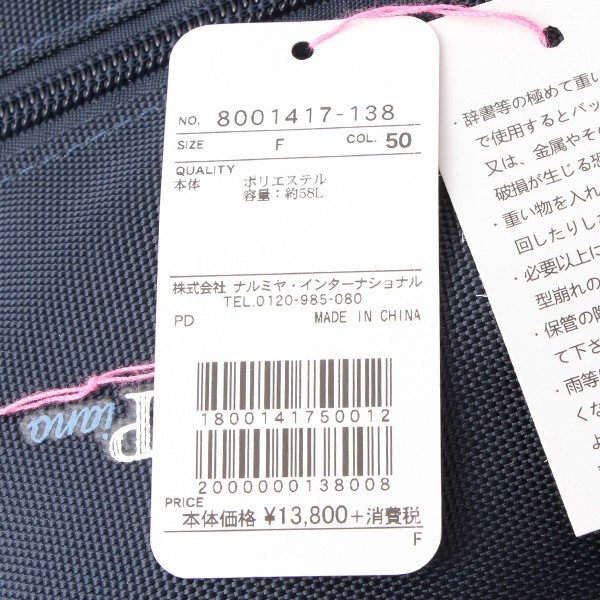 NO. 8001417-138
SIZE F COL. 50
QUALITY
本体 ポリエステル
容量：約58L
株式会社 ナルミヤ・インターナショナル
TEL.0120-985-080
PD MADE IN CHINA
1800141750012
2000000138008
PRICE
本体価格 ¥13,800+消費税
F
・辞書等の極めて重い
で使用するとバッ
又は、金属やその
破損が生じる恐
・重い物を入れ
回したりしま
・必要以上に
型崩れの
・保管の際
て下さ
・雨等
くな
よ
Piano